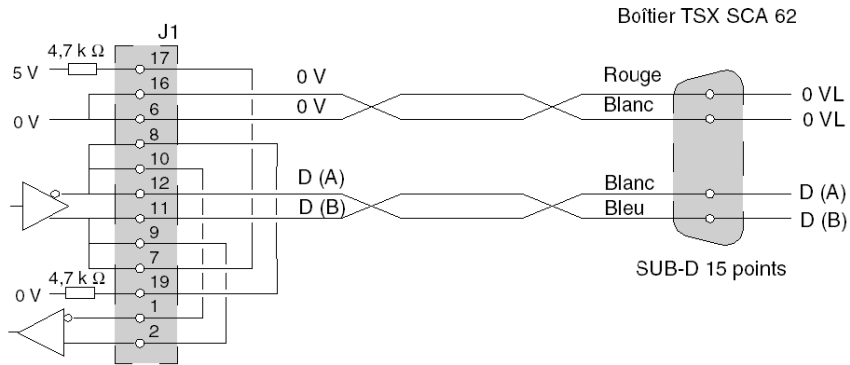 Boîtier TSX SCA 62
J1
4,7 k Ω
17
5 V
16
0 V
Rouge
0 VL
0 V
6
0 V
Blanc
0 VL
8
10
12
D (A)
Blanc
D (A)
11
D (B)
Bleu
D (B)
9
7
SUB-D 15 points
4,7 k Ω
19
0 V
1
2